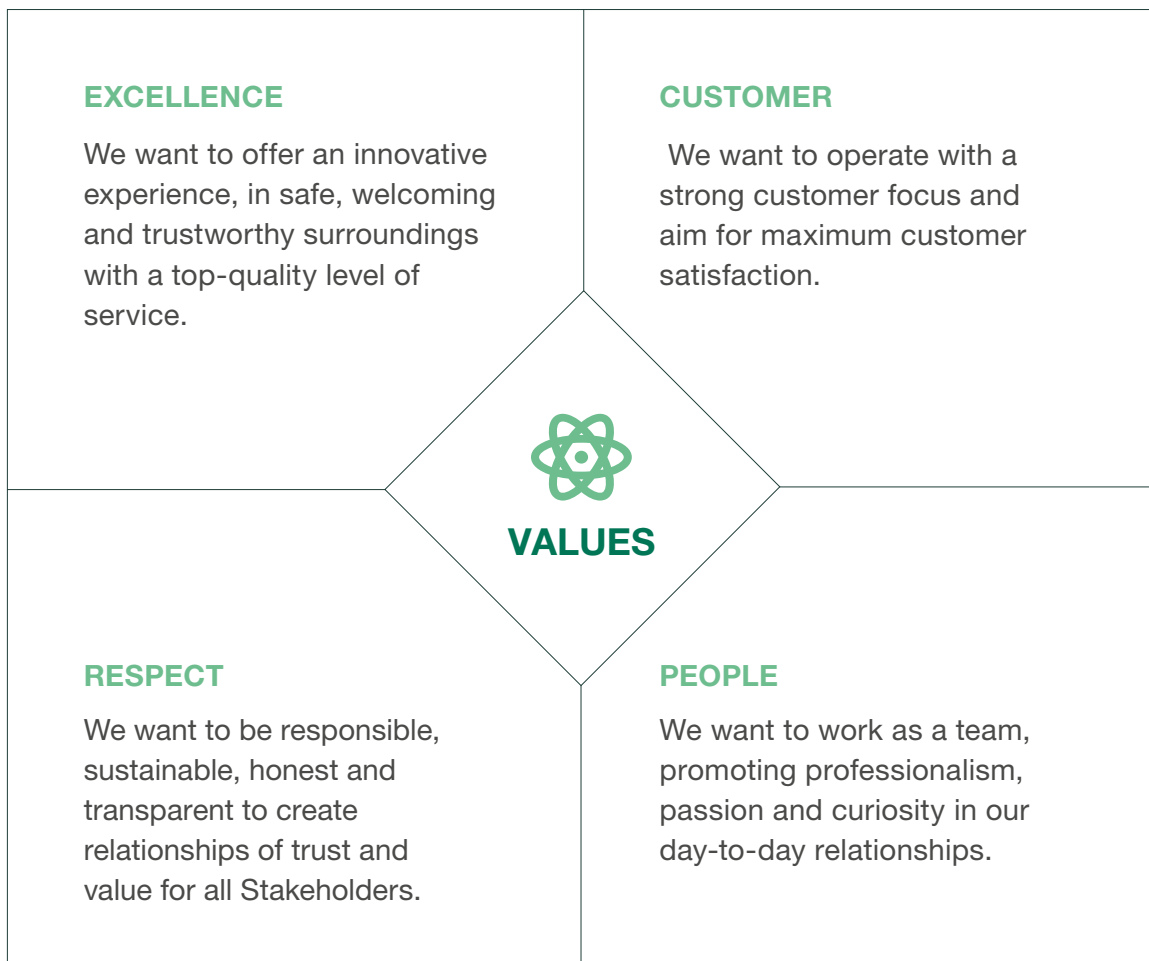 EXCELLENCE
We want to offer an innovative
experience, in safe, welcoming
and trustworthy surroundings
with a top-quality level of
service.
CUSTOMER
We want to operate with a
strong customer focus and
aim for maximum customer
satisfaction.
VALUES
RESPECT
We want to be responsible,
sustainable, honest and
transparent to create
relationships of trust and
value for all Stakeholders.
PEOPLE
We want to work as a team,
promoting professionalism,
passion and curiosity in our
day-to-day relationships.